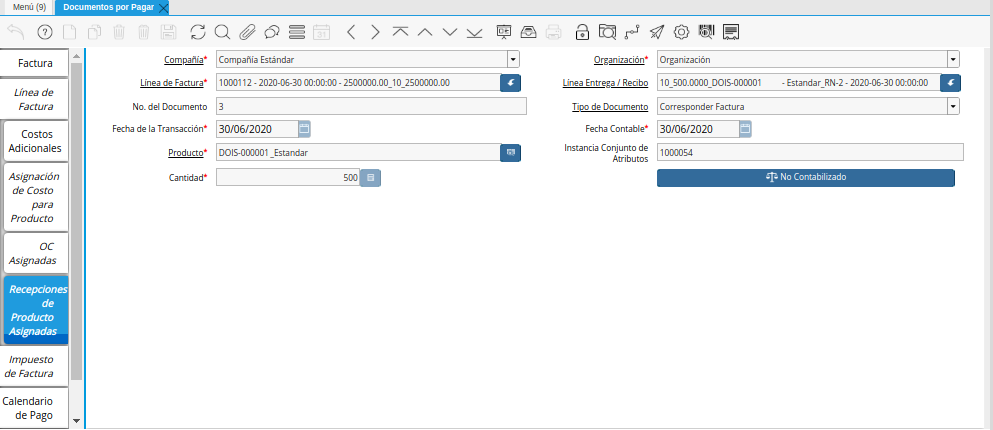 Menú (9) Documentos por Pagar
Factura
Línea de
Factura
Costos
Adicionales
Asignación
de Costo
para
Producto
OC
Asignadas
Recepciones
de
Producto
Asignadas
Impuesto
de Factura
Calendario
de Pago
Compañía* Compañía Estándar
Organización* Organización
Línea de Factura* 1000112 - 2020-06-30 00:00:00 - 2500000.00_10_2500000.00
Línea Entrega / Recibo 10_500.0000_DOIS-000001 - Estandar_RN-2 - 2020-06-30 00:00:00
No. del Documento 3
Tipo de Documento Corresponder Factura
Fecha de la Transacción* 30/06/2020
Fecha Contable* 30/06/2020
Producto* DOIS-000001_Estandar
Instancia Conjunto de
Atributos 1000054
Cantidad* 500
No Contabilizado